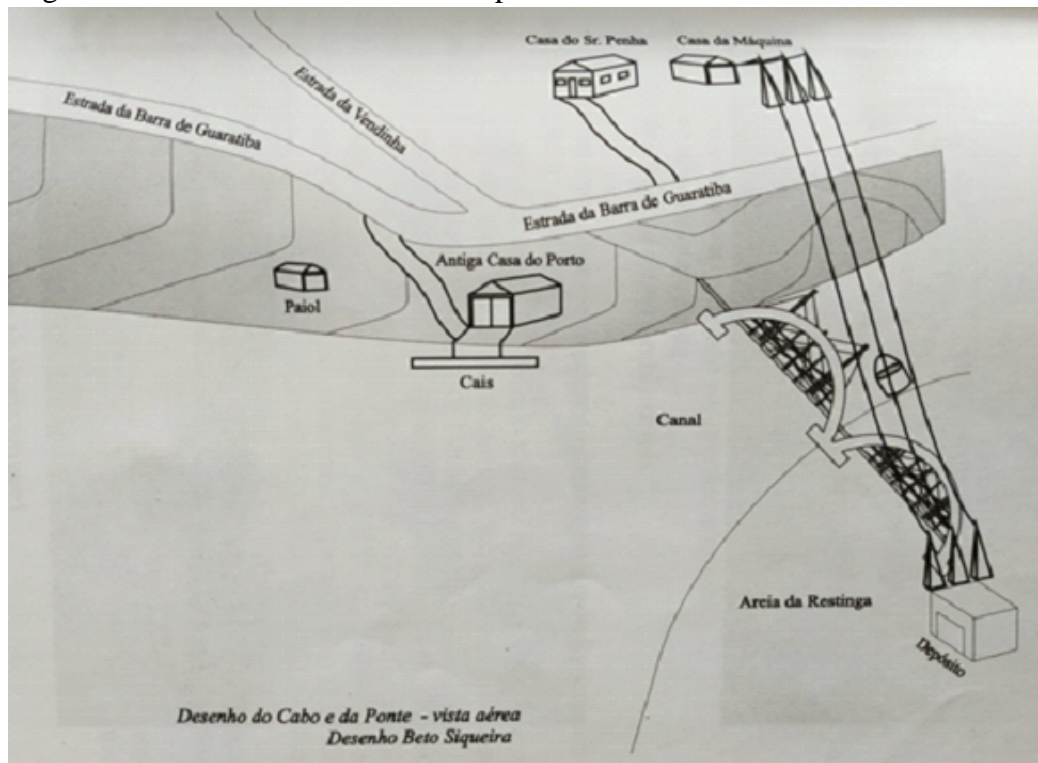 Casa do Sr. Penha
Casa da Máquina
Estrada da Vendinha
Estrada da Barra de Guaratiba
Estrada da Barra de Guaratiba
Antiga Casa do Porto
Paiol
Cais
Canal
Areia da Restinga
Depósito
Desenho do Cabo e da Ponte - vista aérea
Desenho Beto Siqueira